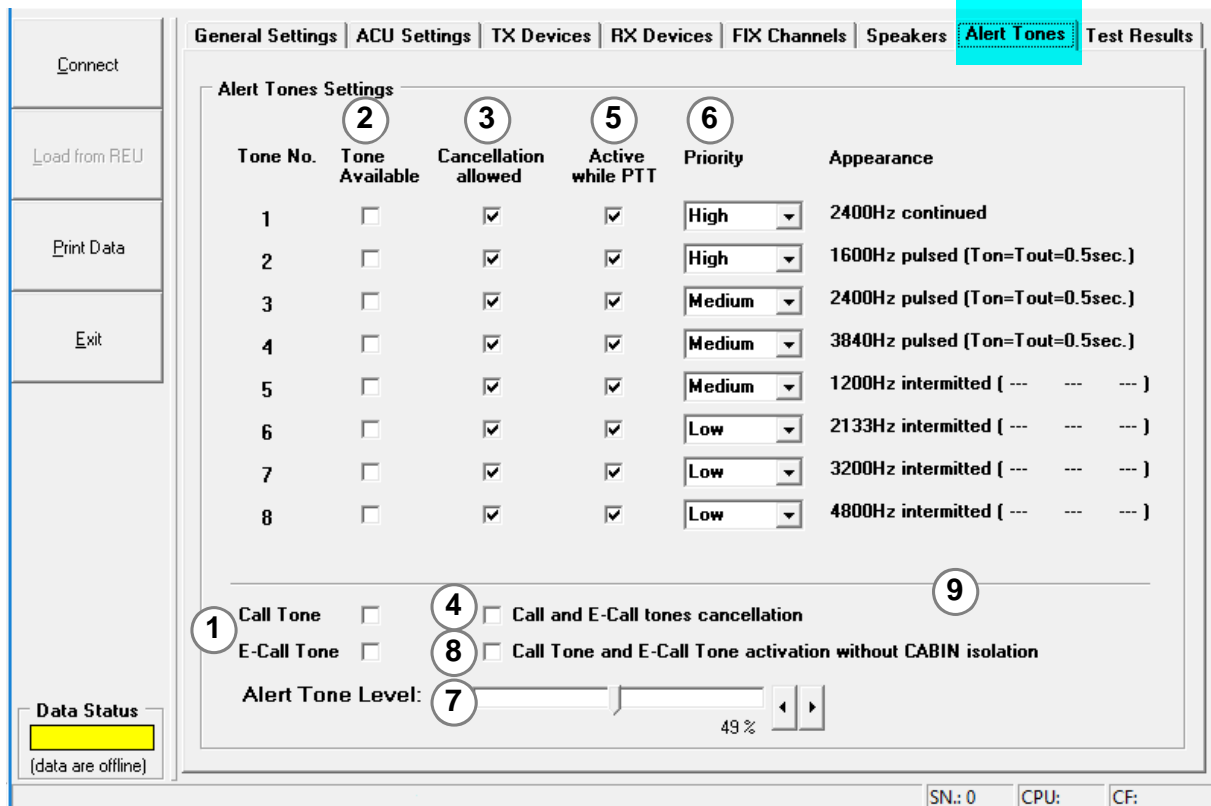 Connect
Load from REU
Print Data
Exit
General Settings ACU Settings TX Devices RX Devices FIX Channels Speakers Alert Tones Test Results
Alert Tones Settings
2 3 5 6
Tone No. Tone Available Cancellation allowed Active while PTT Priority Appearance
1 High 2400Hz continued
2 High 1600Hz pulsed (Ton=Tout=0.5sec.)
3 Medium 2400Hz pulsed (Ton=Tout=0.5sec.)
4 Medium 3840Hz pulsed (Ton=Tout=0.5sec.)
5 Medium 1200Hz intermitted ( --- --- --- )
6 Low 2133Hz intermitted ( --- --- --- )
7 Low 3200Hz intermitted ( --- --- --- )
8 Low 4800Hz intermitted ( --- --- --- )
9
1
Call Tone 4 Call and E-Call tones cancellation
E-Call Tone 8 Call Tone and E-Call Tone activation without CABIN isolation
Alert Tone Level: 7
49 %
Data Status
(data are offline)
SN.: 0 CPU: CF: